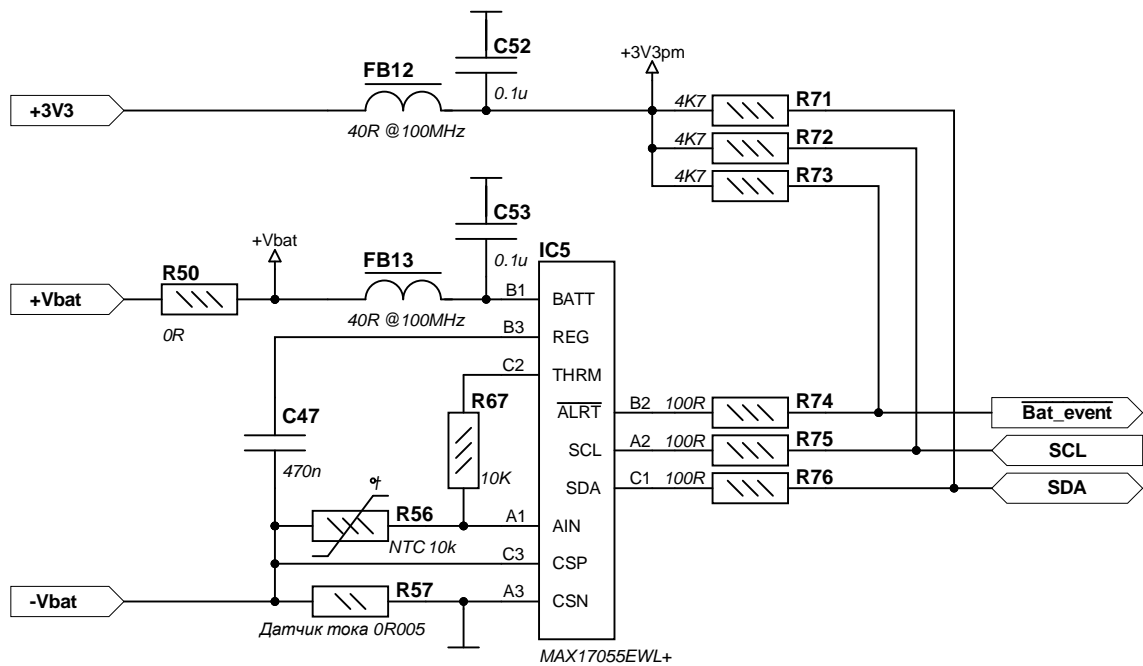 C52
+3V3pm
FB12
0.1u
+3V3
4K7
R71
40R @100MHz
4K7
R72
4K7
R73
C53
+Vbat
IC5
R50
FB13
0.1u
+Vbat
B1
BATT
0R
40R @100MHz
B3
REG
C2
THRM
R67
ALRT
B2
100R
R74
Bat_event
C47
SCL
A2
100R
R75
SCL
470n
10K
SDA
C1
100R
R76
SDA
R56
A1
AIN
NTC 10k
C3
CSP
-Vbat
R57
A3
CSN
Датчик тока 0R005
MAX17055EWL+